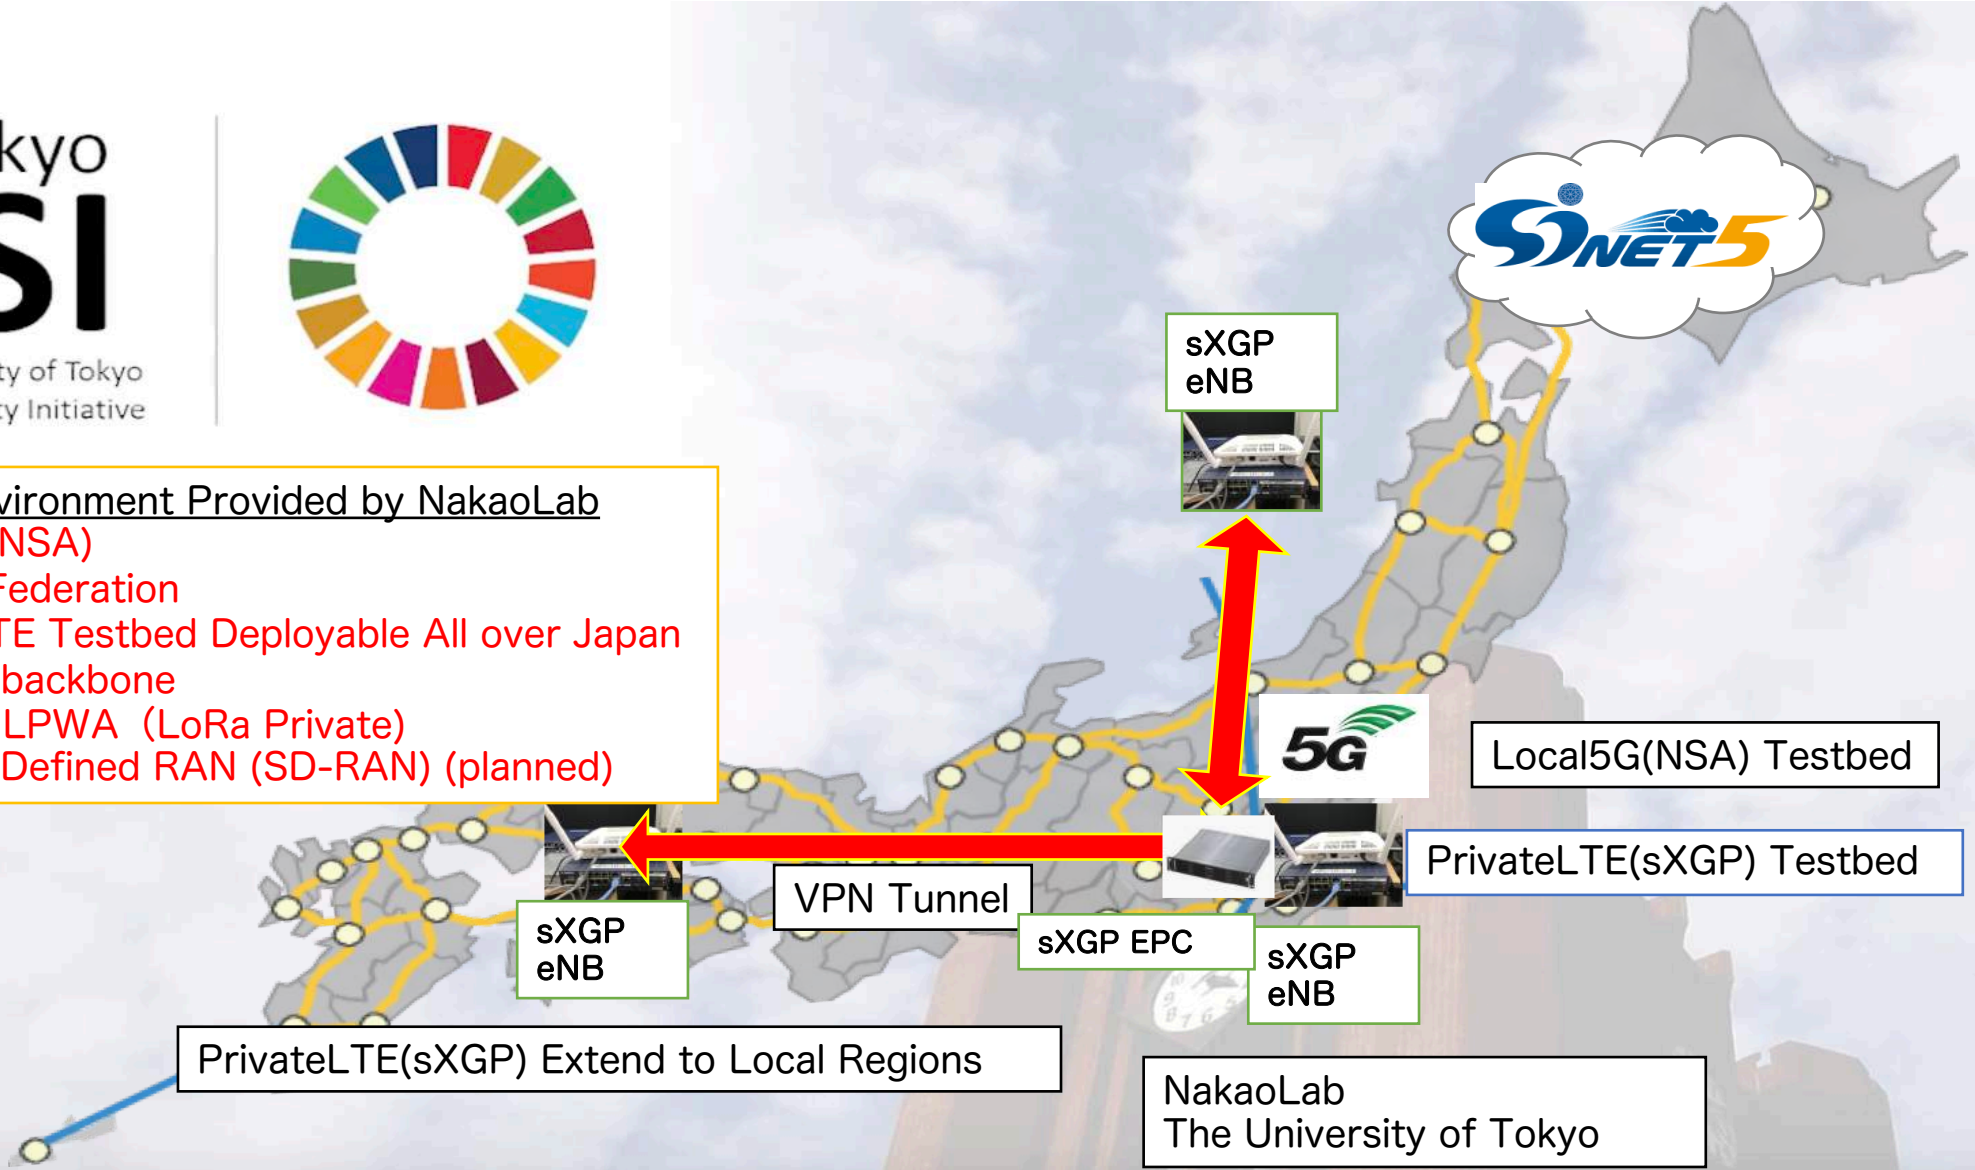 kyo
SI
ty of Tokyo
cy Initiative
SINET5
sXGP
eNB
vironment Provided by NakaoLab
NSA)
Federation
TE Testbed Deployable All over Japan
backbone
LPWA（LoRa Private)
Defined RAN (SD-RAN) (planned)
5G
Local5G(NSA) Testbed
PrivateLTE(sXGP) Testbed
VPN Tunnel
sXGP
eNB
sXGP EPC
sXGP
eNB
PrivateLTE(sXGP) Extend to Local Regions
NakaoLab
The University of Tokyo